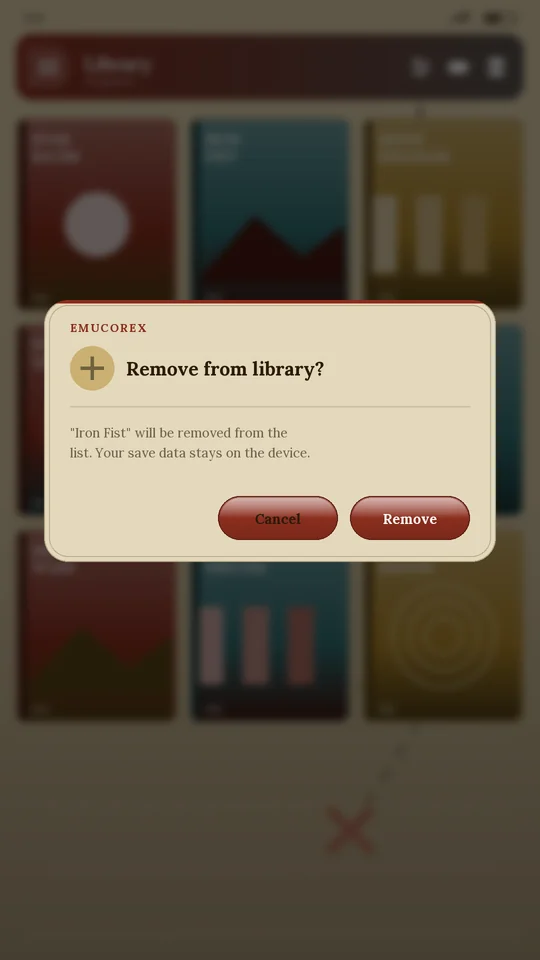 Library
EMUCOREX
Remove from library?
"Iron Fist" will be removed from the
list. Your save data stays on the device.
Cancel
Remove